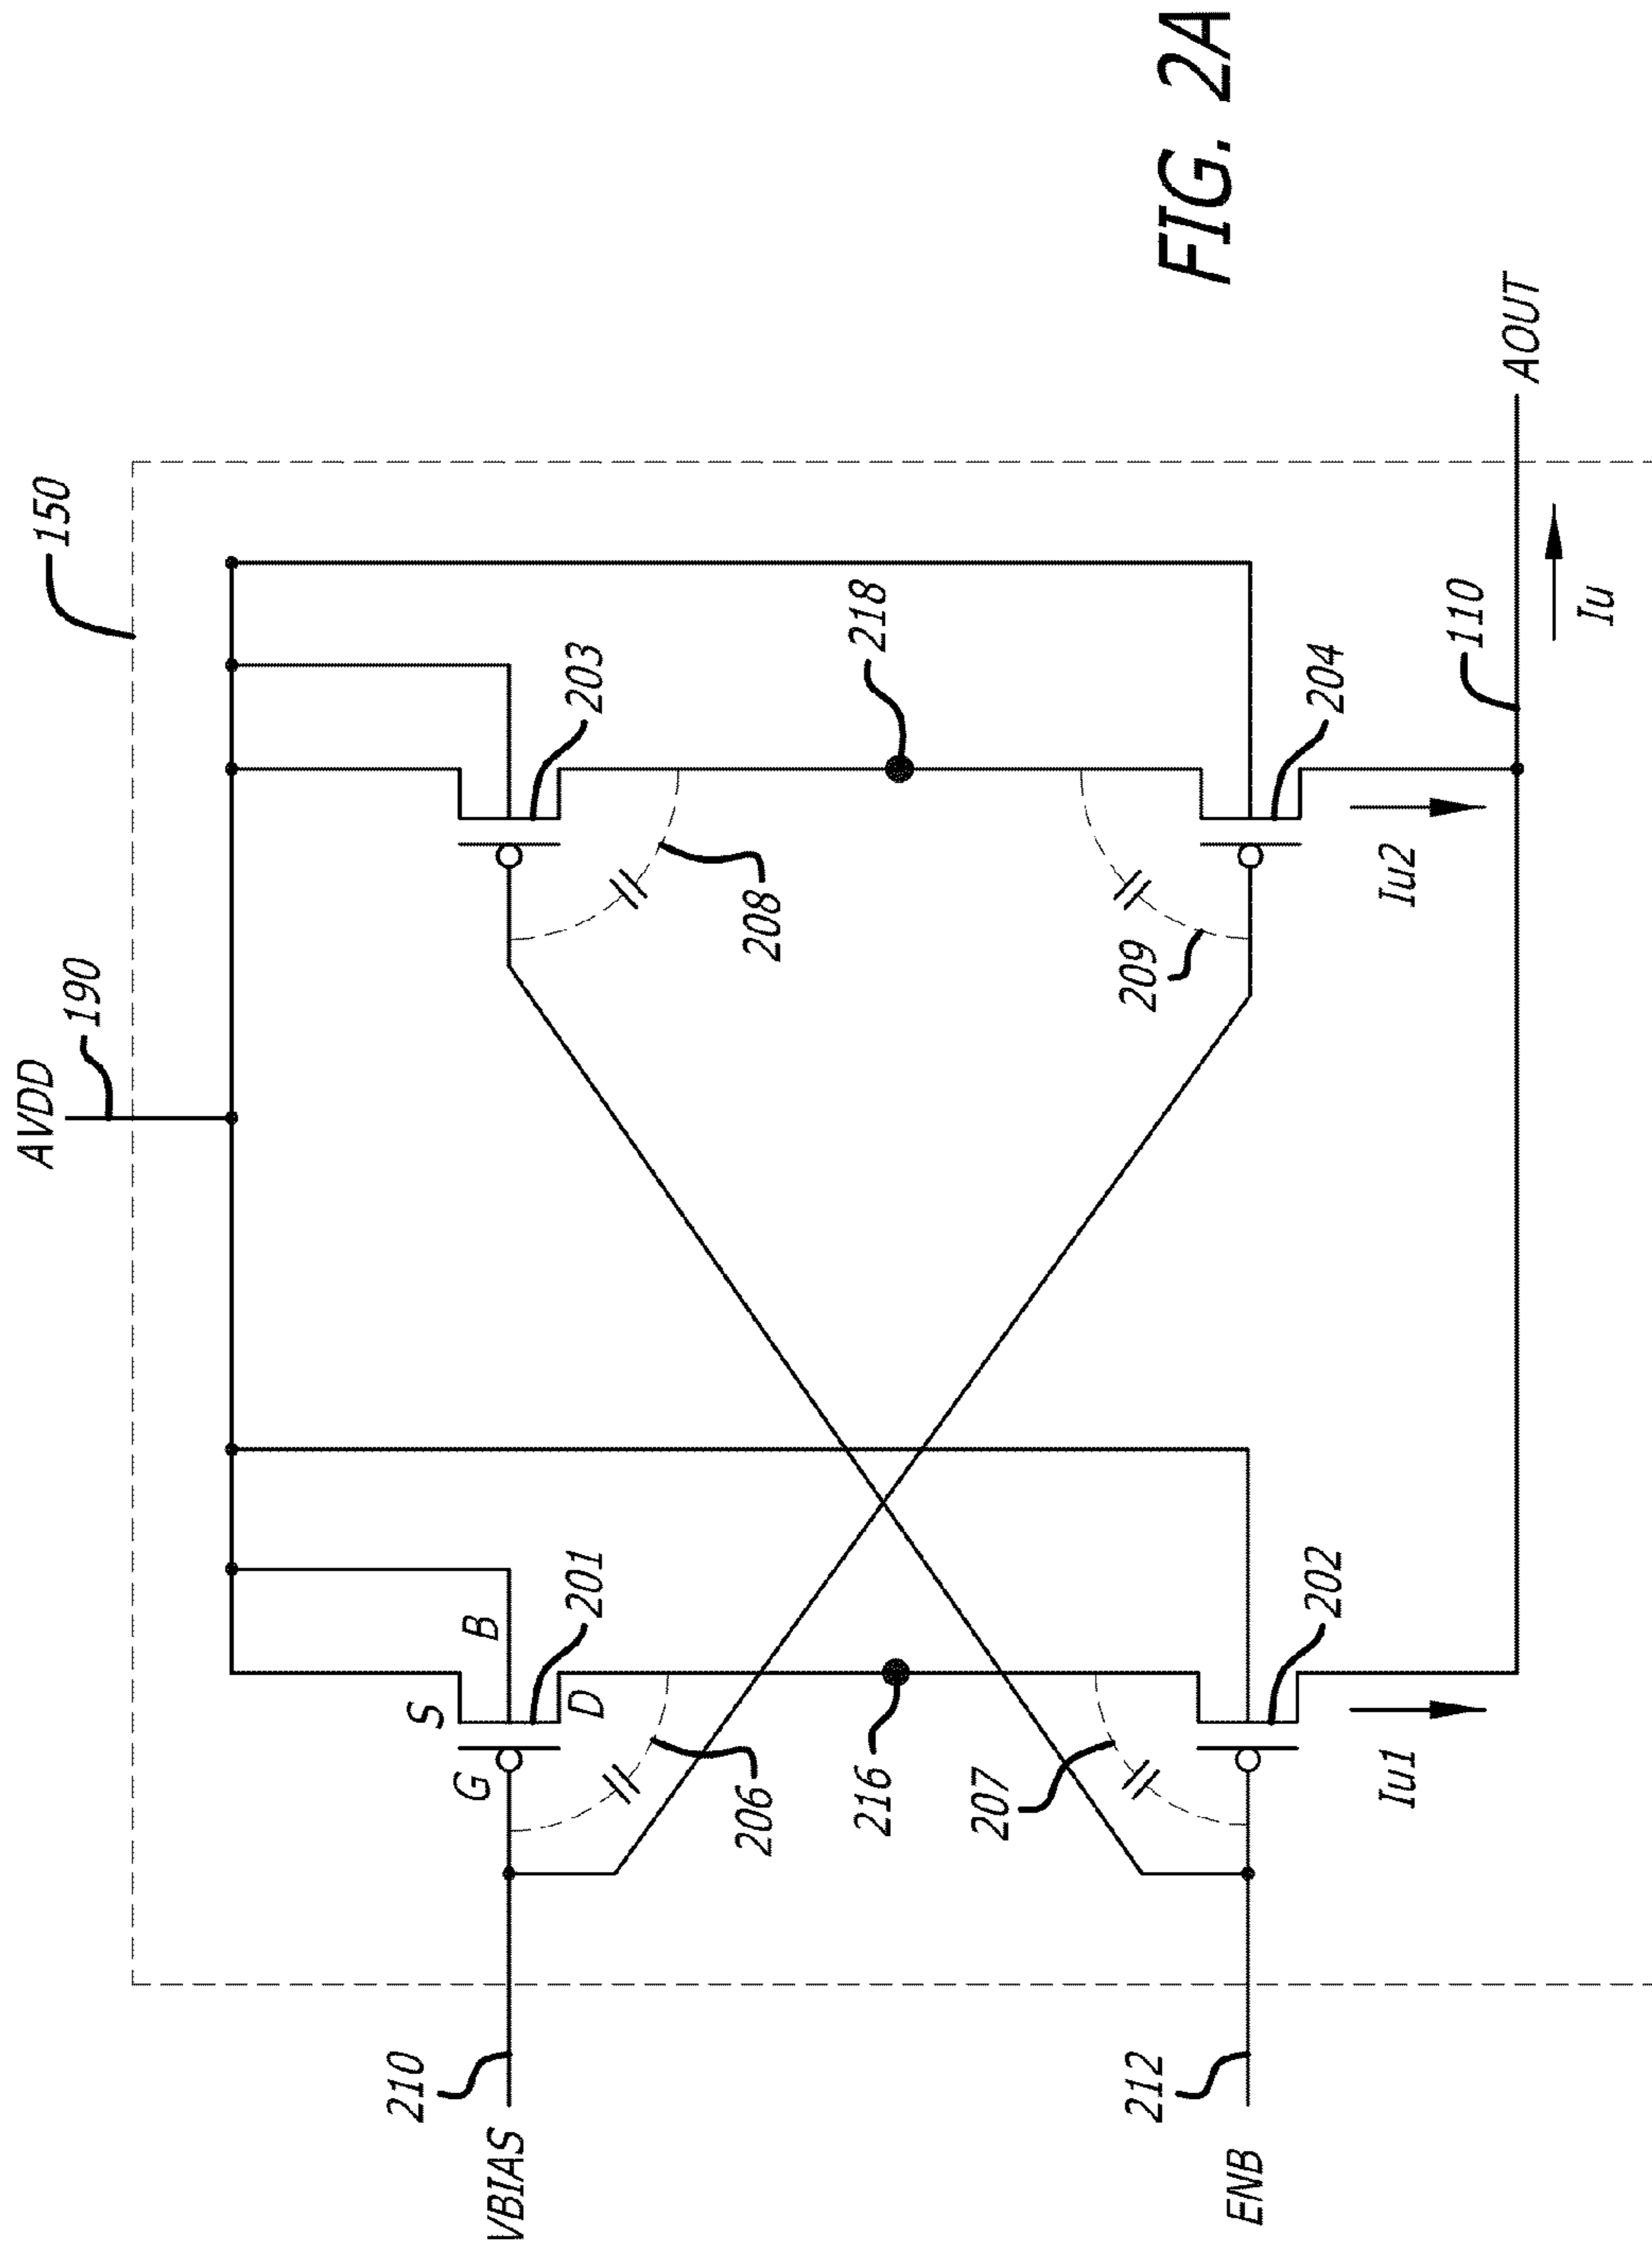 AVDD
190
150
S
B
G
D
201
203
206
208
216
218
207
209
202
204
210
VBIAS
212
ENB
Iu1
Iu2
110
Iu
AOUT
FIG. 2A